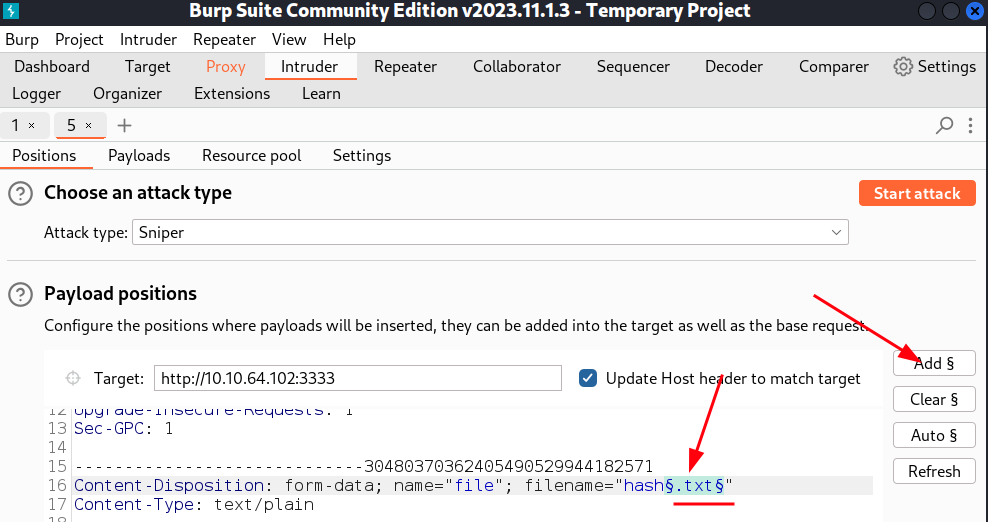 Burp Suite Community Edition v2023.11.1.3 - Temporary Project
Burp Project Intruder Repeater View Help
Dashboard Target Proxy Intruder Repeater Collaborator Sequencer Decoder Comparer Settings
Logger Organizer Extensions Learn
1 × 5 × +
Positions Payloads Resource pool Settings
? Choose an attack type Start attack
Attack type: Sniper
? Payload positions
Configure the positions where payloads will be inserted, they can be added into the target as well as the base request.
Add §
Target: http://10.10.64.102:3333 Update Host header to match target
Clear §
12 Upgrade-Insecure-Requests: 1
13 Sec-GPC: 1
Auto §
14
15 -----------------------------30480370362405490529944182571
Refresh
16 Content-Disposition: form-data; name="file"; filename="hash§.txt§"
17 Content-Type: text/plain
18